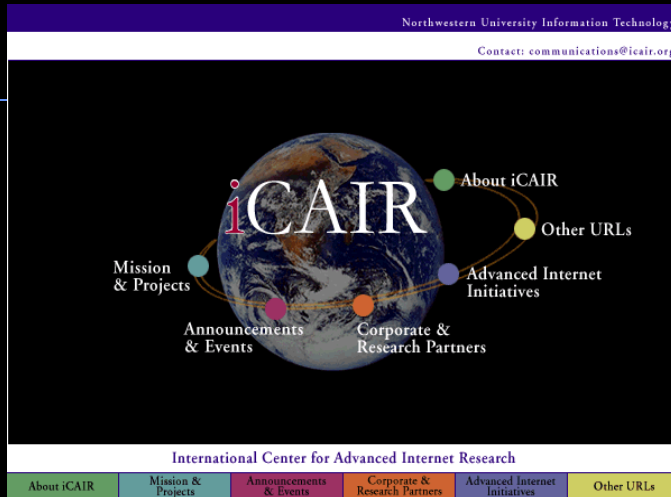 Northwestern University Information Technology
Contact: communications@icair.org
iCAIR
About iCAIR
Other URLs
Mission
& Projects
Advanced Internet
Initiatives
Announcements
& Events
Corporate &
Research Partners
International Center for Advanced Internet Research
About iCAIR
Mission &
Projects
Announcements
& Events
Corporate &
Research Partners
Advanced Internet
Initiatives
Other URLs